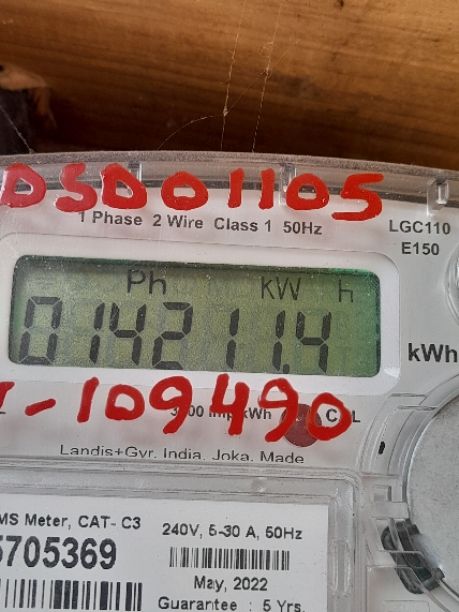 DSD01105
1 Phase 2 Wire Class 1 50Hz
LGC110
E150
Ph kW h
014211.4
kWh
-109490
Landis+Gyr. India, Joka. Made
MS Meter, CAT- C3
5705369
240V, 5-30 A, 50Hz
May, 2022
Guarantee : 5 Yrs.